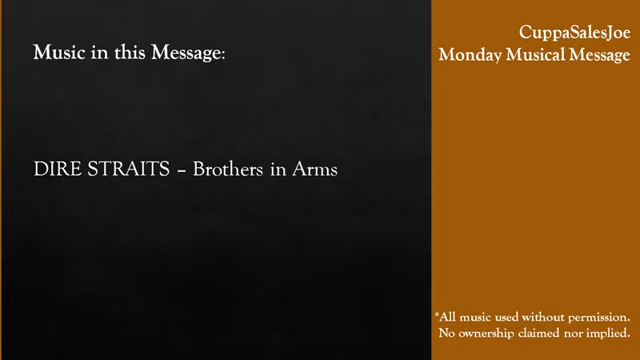 Music in this Message:
DIRE STRAITS – Brothers in Arms
CuppaSalesJoe
Monday Musical Message
*All music used without permission.
No ownership claimed nor implied.